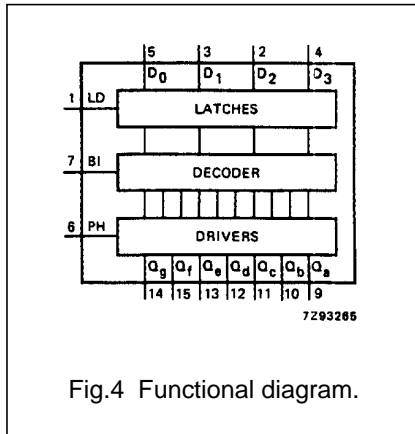 5 3 2 4
D0 D1 D2 D3
1 LD
LATCHES
7 BI
DECODER
6 PH
DRIVERS
Qg Qf Qe Qd Qc Qb Qa
14 15 13 12 11 10 9
7Z93265
Fig.4 Functional diagram.